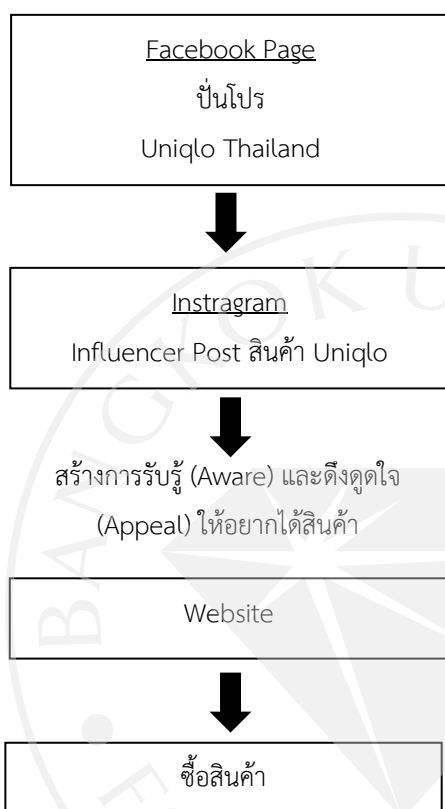 Facebook Page
ปั่นโปร
Uniqlo Thailand
Instragram
Influencer Post สินค้า Uniqlo
สร้างการรับรู้ (Aware) และดึงดูดใจ
(Appeal) ให้อยากได้สินค้า
Website
ซื้อสินค้า
BANGKOK U